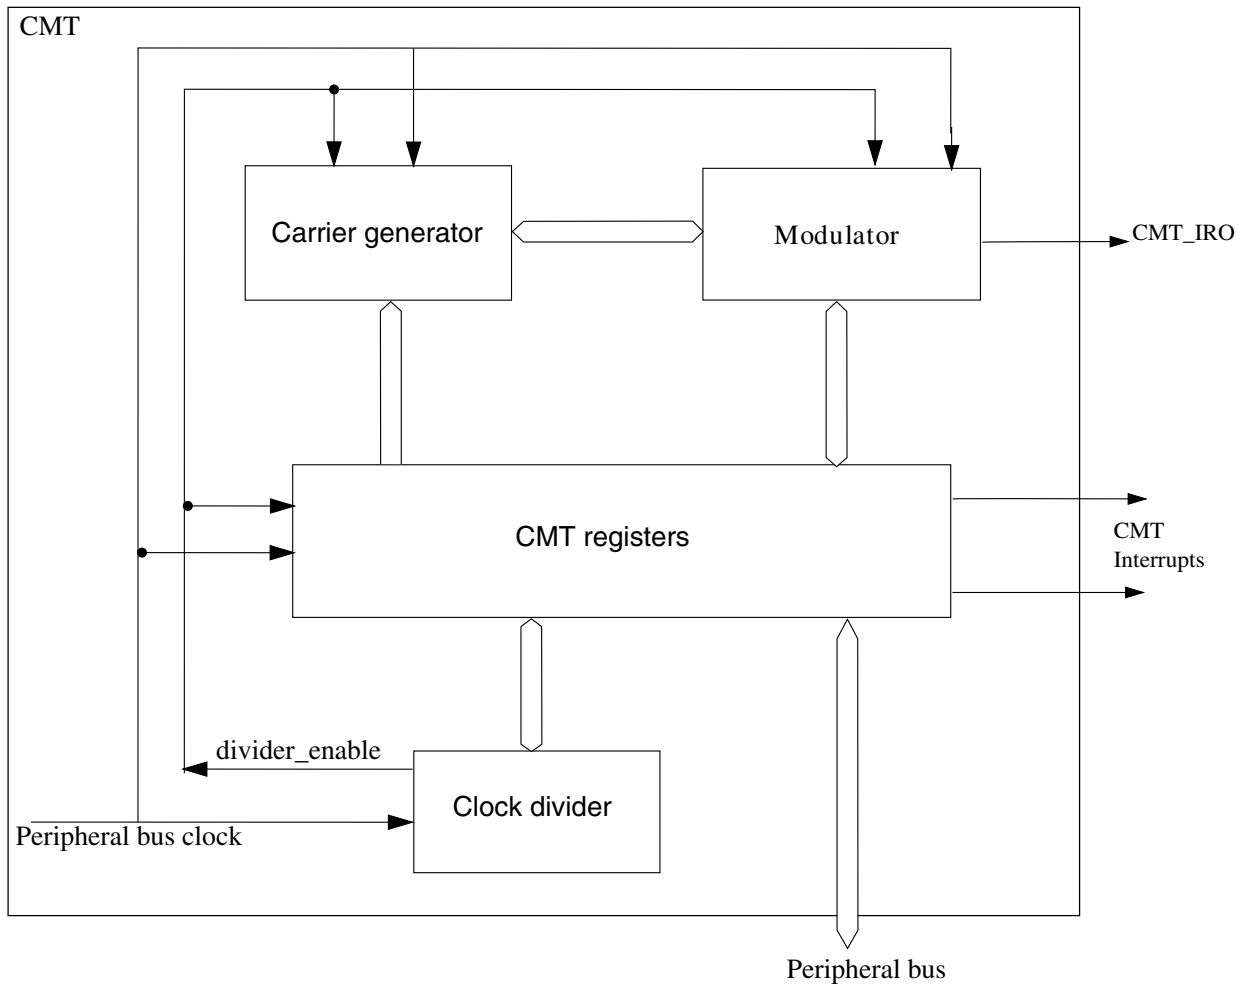 CMT
Carrier generator
Modulator
CMT_IRO
CMT registers
CMT
Interrupts
divider_enable
Clock divider
Peripheral bus clock
Peripheral bus